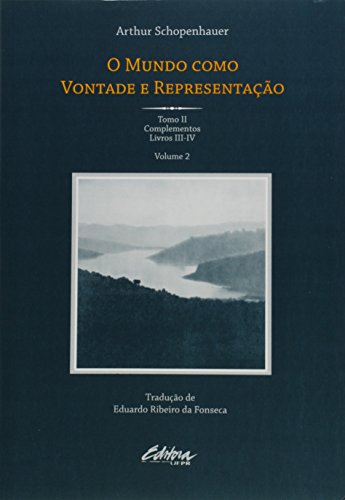 Arthur Schopenhauer
O Mundo como
Vontade e Representação
Tomo II
Complementos
Livros III-IV
Volume 2
Tradução de
Eduardo Ribeiro da Fonseca
Editora
UFPR